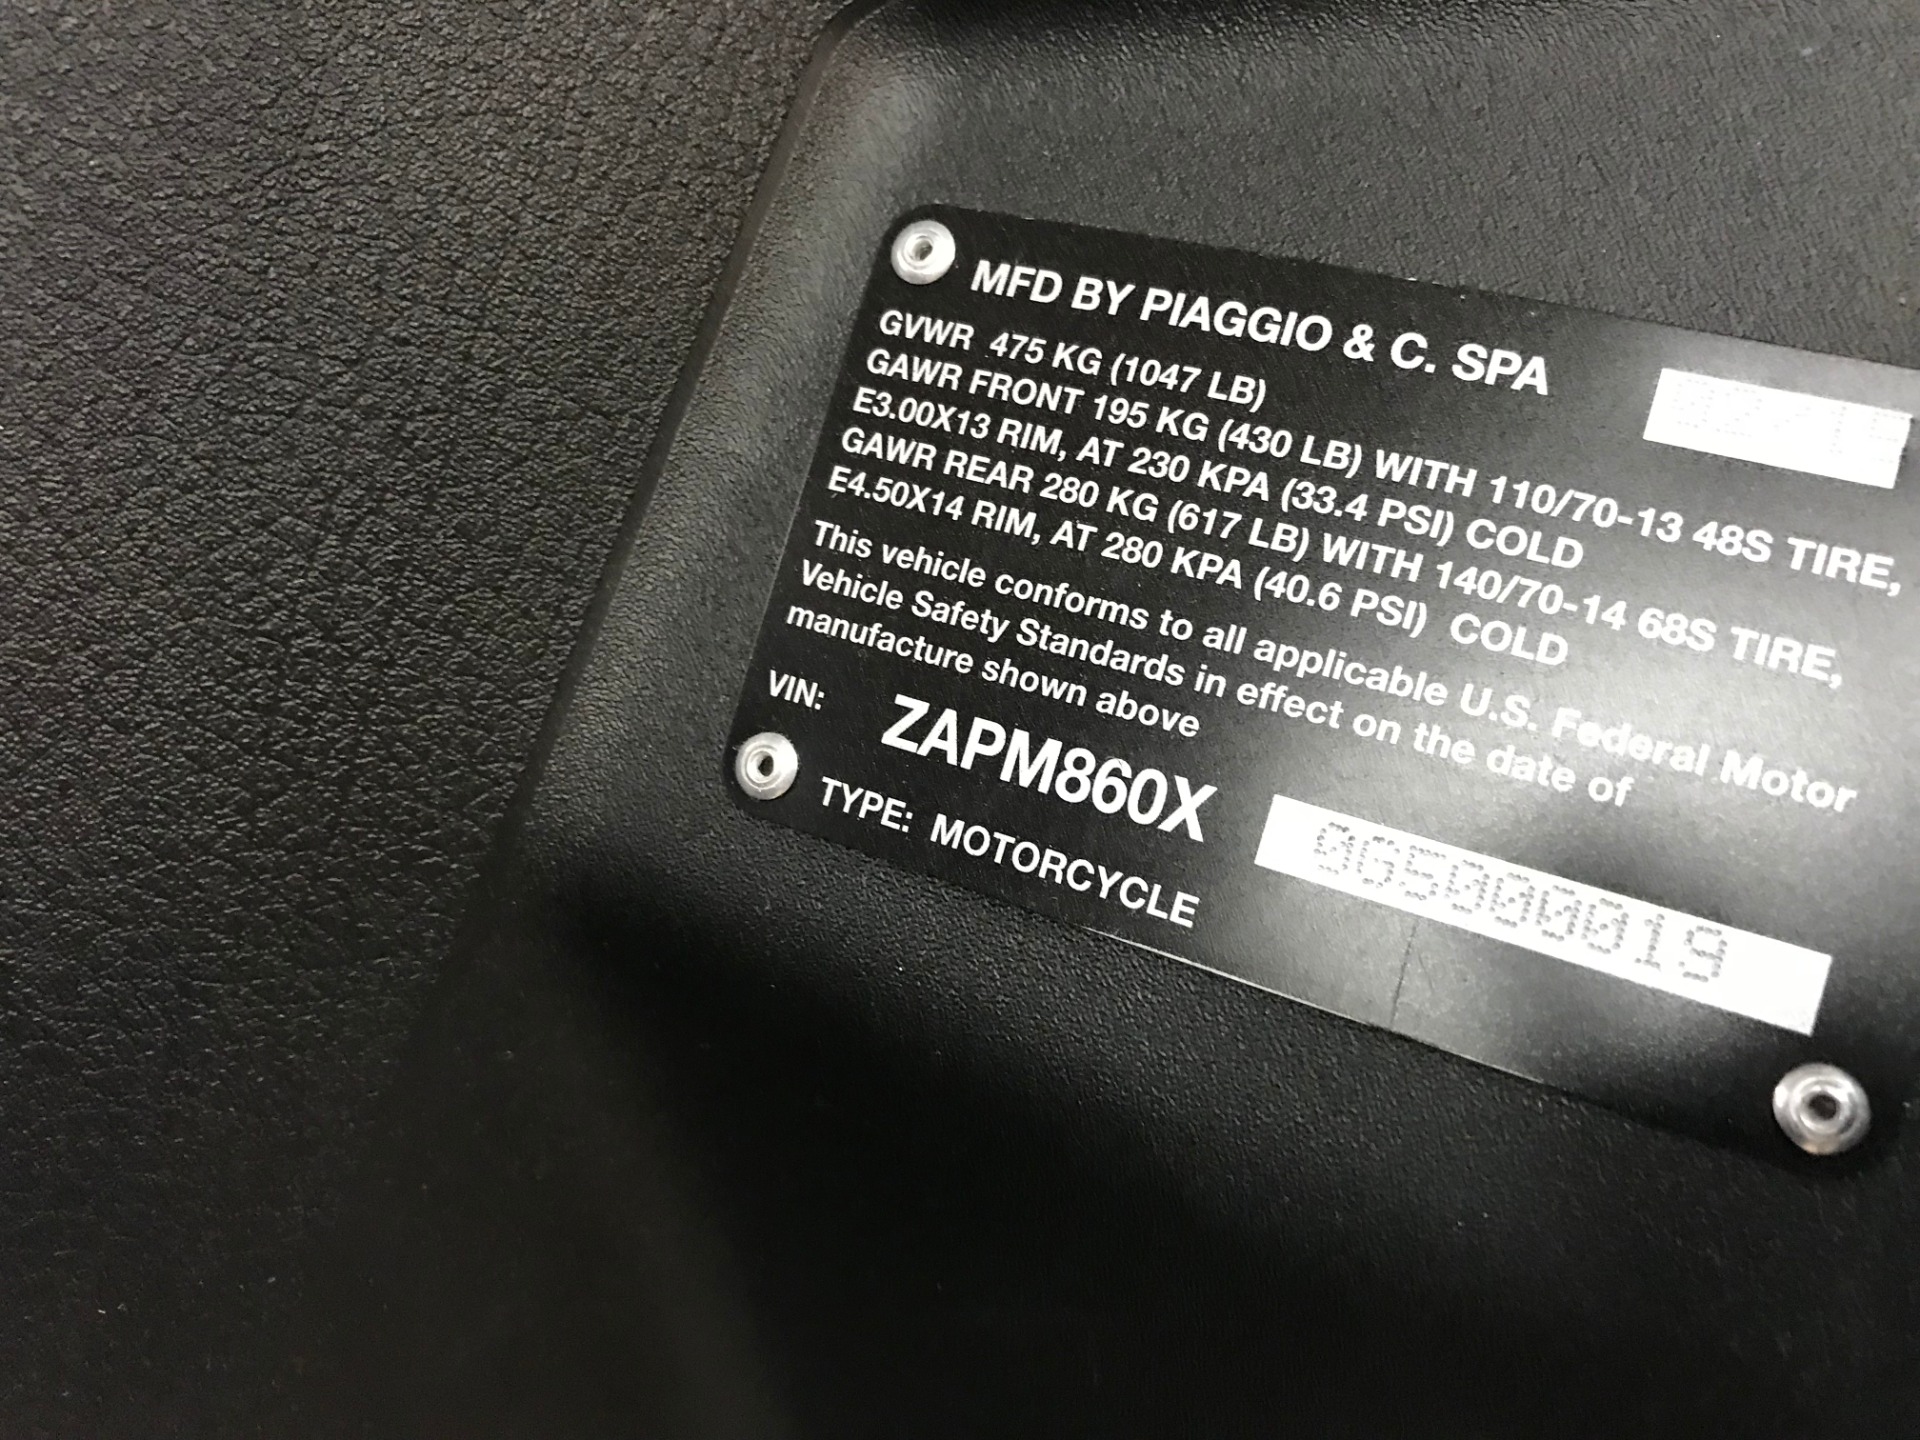 MFD BY PIAGGIO & C. SPA
02/19
GVWR 475 KG (1047 LB)
GAWR FRONT 195 KG (430 LB) WITH 110/70-13 48S TIRE,
E3.00X13 RIM, AT 230 KPA (33.4 PSI) COLD
GAWR REAR 280 KG (617 LB) WITH 140/70-14 68S TIRE,
E4.50X14 RIM, AT 280 KPA (40.6 PSI) COLD
This vehicle conforms to all applicable U.S. Federal Motor
Vehicle Safety Standards in effect on the date of
manufacture shown above
VIN: ZAPM860X 0G5000019
TYPE: MOTORCYCLE